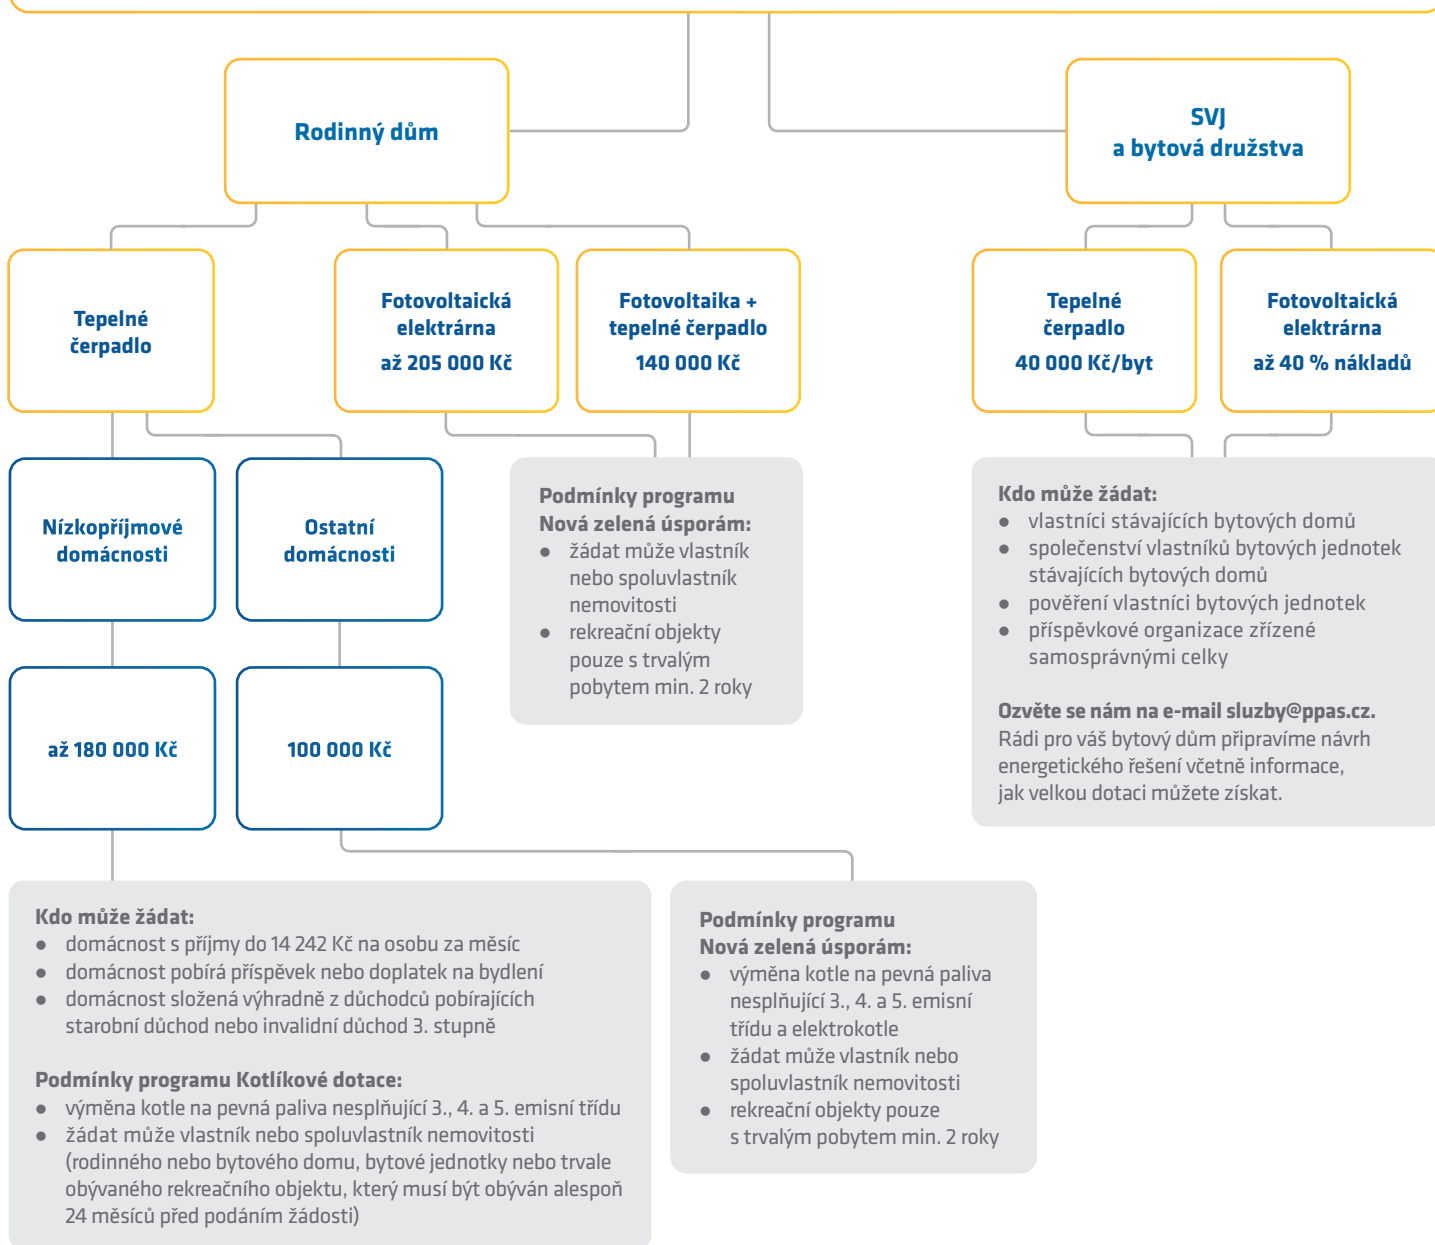 Rodinný dům
SVJ
a bytová družstva
Tepelné
čerpadlo
Fotovoltaická
elektrárna
až 205 000 Kč
Fotovoltaika +
tepelné čerpadlo
140 000 Kč
Tepelné
čerpadlo
40 000 Kč/byt
Fotovoltaická
elektrárna
až 40 % nákladů
Nízkopříjmové
domácnosti
Ostatní
domácnosti
Podmínky programu
Nová zelená úsporám:
● žádat může vlastník
nebo spoluvlastník
nemovitosti
● rekreační objekty
pouze s trvalým
pobytem min. 2 roky
Kdo může žádat:
● vlastníci stávajících bytových domů
● společenství vlastníků bytových jednotek
stávajících bytových domů
● pověření vlastníci bytových jednotek
● příspěvkové organizace zřízené
samosprávnými celky
Ozvěte se nám na e-mail sluzby@ppas.cz.
Rádi pro váš bytový dům připravíme návrh
energetického řešení včetně informace,
jak velkou dotaci můžete získat.
až 180 000 Kč
100 000 Kč
Kdo může žádat:
● domácnost s příjmy do 14 242 Kč na osobu za měsíc
● domácnost pobírá příspěvek nebo doplatek na bydlení
● domácnost složená výhradně z důchodců pobírajících
starobní důchod nebo invalidní důchod 3. stupně
Podmínky programu Kotlíkové dotace:
● výměna kotle na pevná paliva nesplňující 3., 4. a 5. emisní třídu
● žádat může vlastník nebo spoluvlastník nemovitosti
(rodinného nebo bytového domu, bytové jednotky nebo trvale
obývaného rekreačního objektu, který musí být obýván alespoň
24 měsíců před podáním žádosti)
Podmínky programu
Nová zelená úsporám:
● výměna kotle na pevná paliva
nesplňující 3., 4. a 5. emisní
třídu a elektrokotle
● žádat může vlastník nebo
spoluvlastník nemovitosti
● rekreační objekty pouze
s trvalým pobytem min. 2 roky